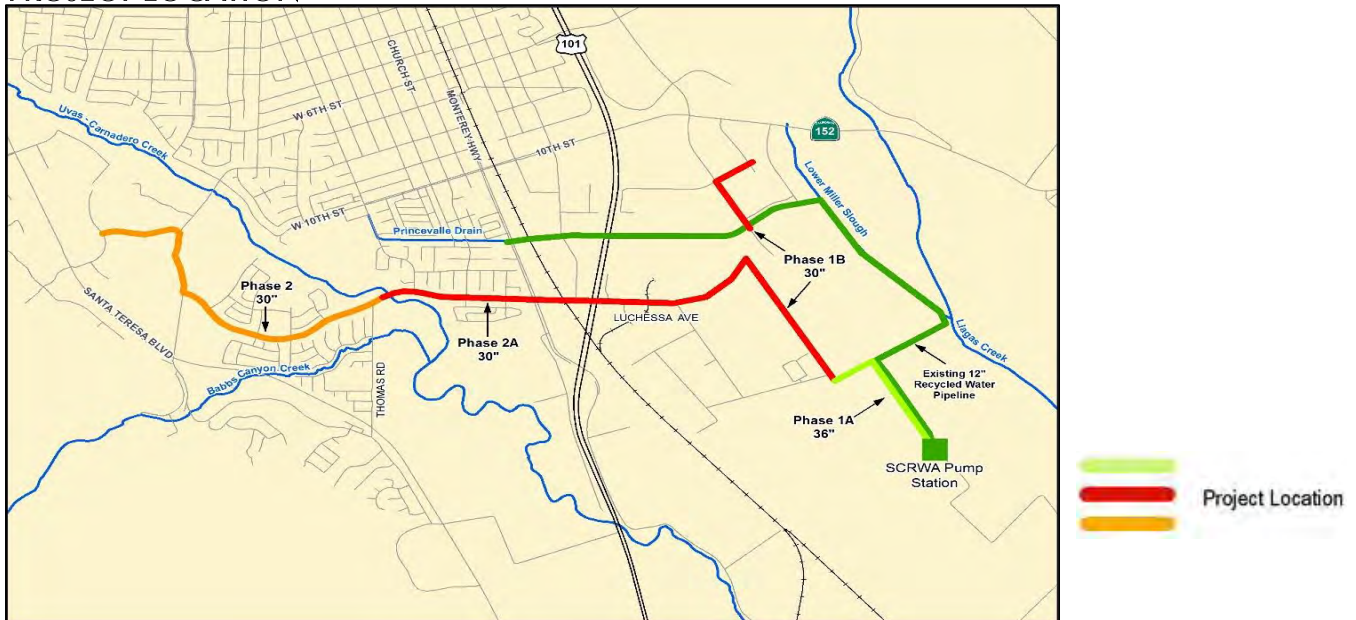 PROJECT LOCATION
101
CHURCH ST
MONTEREY HWY
W 6TH ST
Uvas - Carnadero Creek
152
10TH ST
Lower Miller Slough
W 10TH ST
Princevalle Drain
Phase 1B
30"
Phase 2
30"
SANTA TERESA BLVD
LUCHESSA AVE
Llagas Creek
Phase 2A
30"
Babbs Canyon Creek
THOMAS RD
Existing 12"
Recycled Water
Pipeline
Phase 1A
36"
SCRWA Pump
Station
Project Location